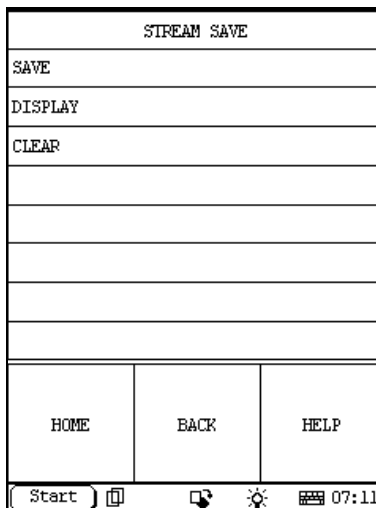 STREAM SAVE
SAVE
DISPLAY
CLEAR
HOME BACK HELP
Start 07:11